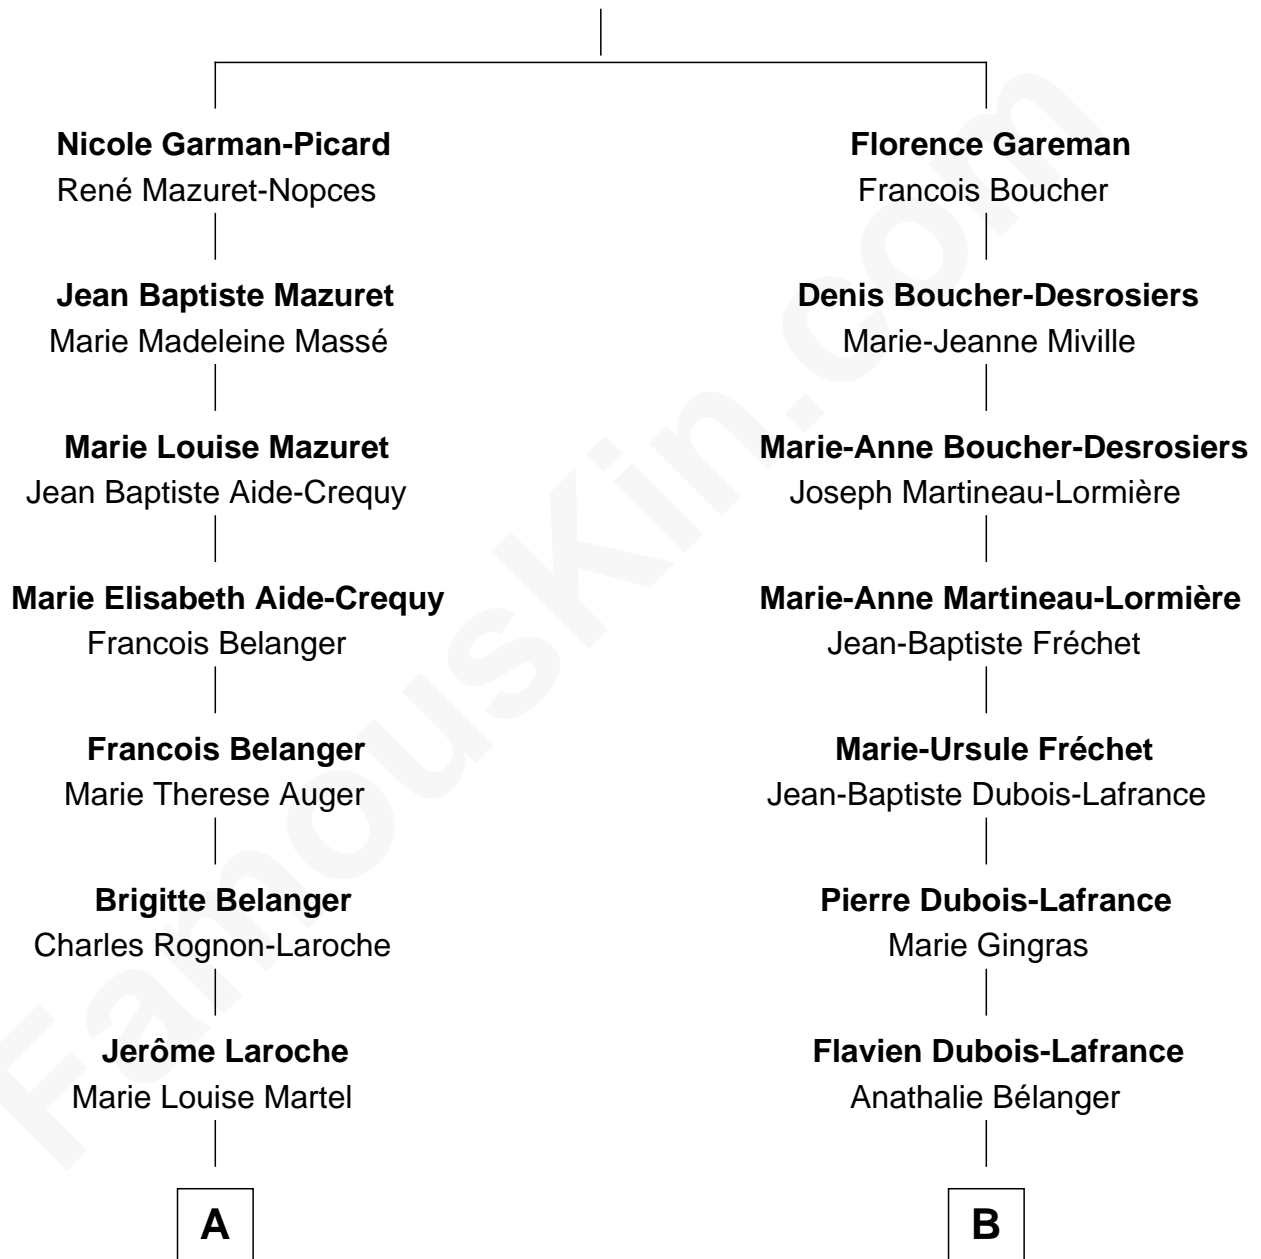 Nicole Garman-Picard
René Mazuret-Nopces
Florence Gareman
Francois Boucher
Jean Baptiste Mazuret
Marie Madeleine Massé
Denis Boucher-Desrosiers
Marie-Jeanne Miville
Marie Louise Mazuret
Jean Baptiste Aide-Crequy
Marie-Anne Boucher-Desrosiers
Joseph Martineau-Lormière
Marie Elisabeth Aide-Crequy
Francois Belanger
Marie-Anne Martineau-Lormière
Jean-Baptiste Fréchet
Francois Belanger
Marie Therese Auger
Marie-Ursule Fréchet
Jean-Baptiste Dubois-Lafrance
Brigitte Belanger
Charles Rognon-Laroche
Pierre Dubois-Lafrance
Marie Gingras
Jerôme Laroche
Marie Louise Martel
Flavien Dubois-Lafrance
Anathalie Bélanger
A
B
FamousKin.com